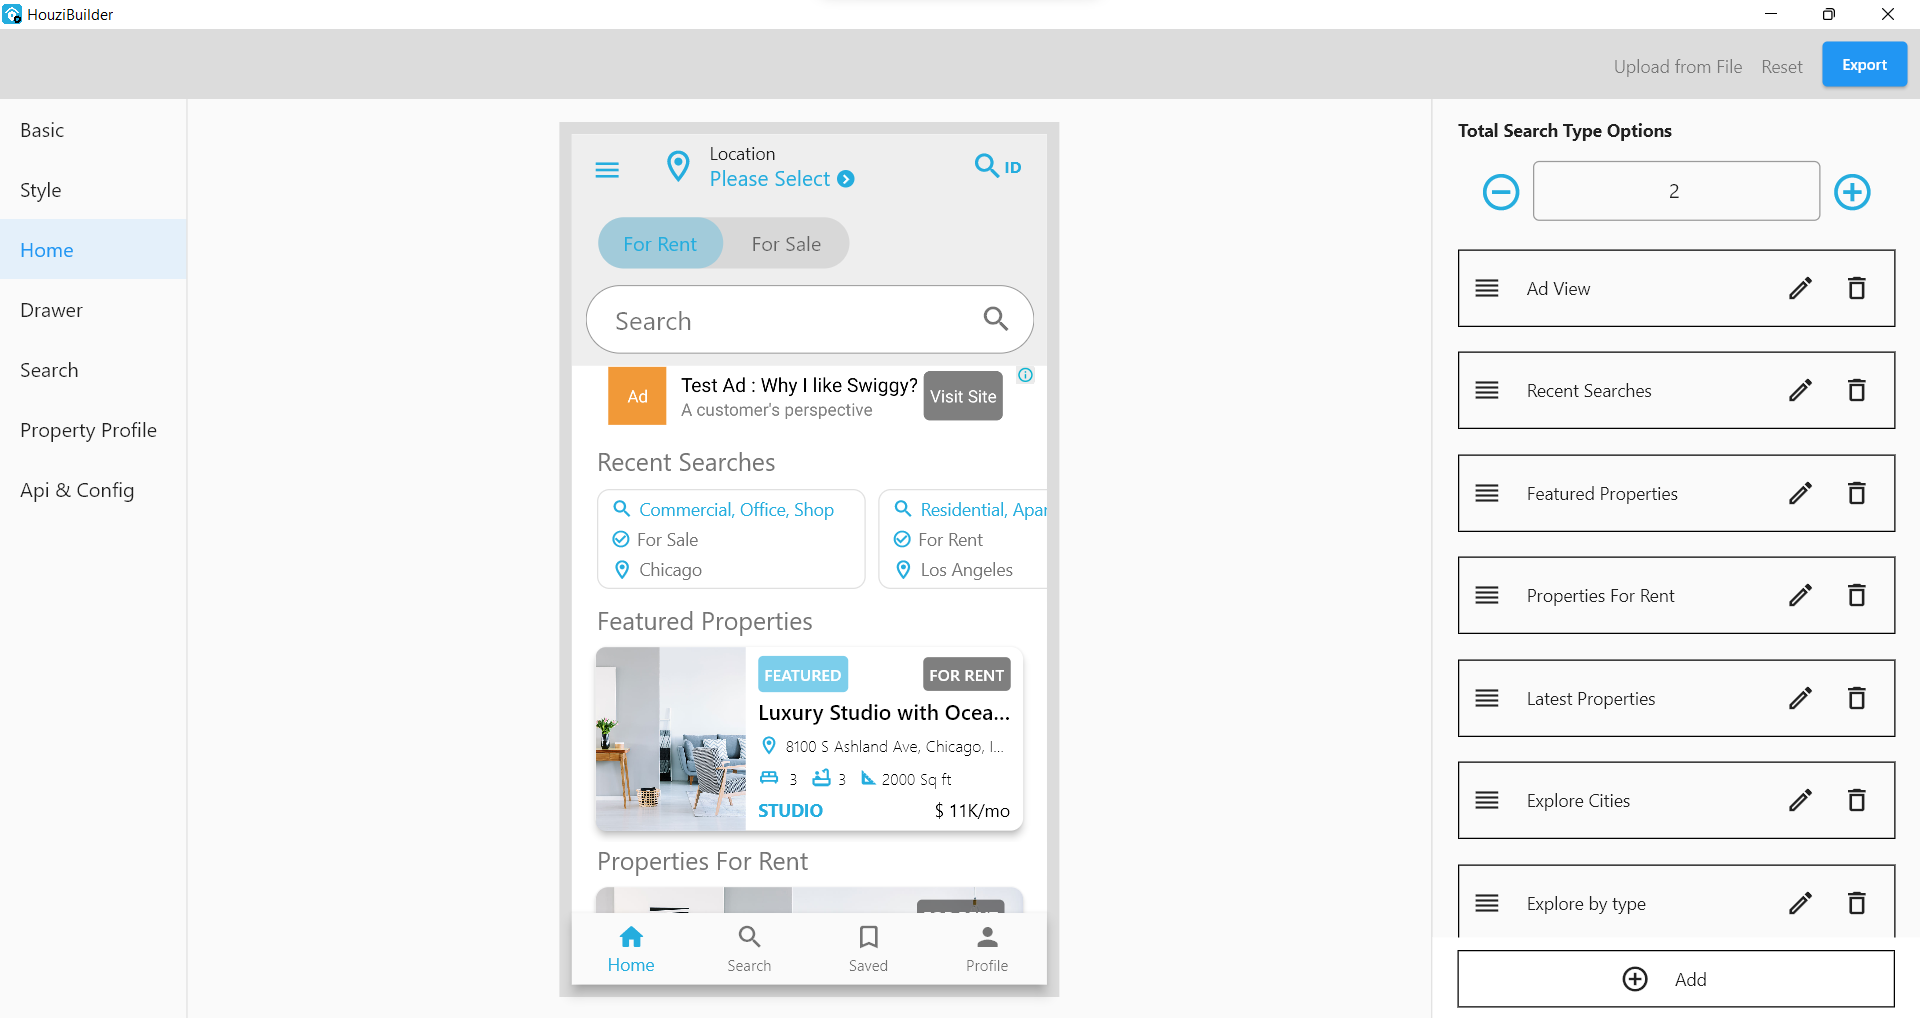 HouziBuilder
Upload from File
Reset
Export
Basic
Style
Home
Drawer
Search
Property Profile
Api & Config
Location
Please Select
ID
For Rent
For Sale
Search
Ad
Test Ad : Why I like Swiggy?
A customer's perspective
Visit Site
Recent Searches
Commercial, Office, Shop
For Sale
Chicago
Residential, Apar
For Rent
Los Angeles
Featured Properties
FEATURED
FOR RENT
Luxury Studio with Ocea...
8100 S Ashland Ave, Chicago, I...
3 3 2000 Sq ft
STUDIO
$ 11K/mo
Properties For Rent
FOR RENT
Home
Search
Saved
Profile
Total Search Type Options
2
Ad View
Recent Searches
Featured Properties
Properties For Rent
Latest Properties
Explore Cities
Explore by type
Add